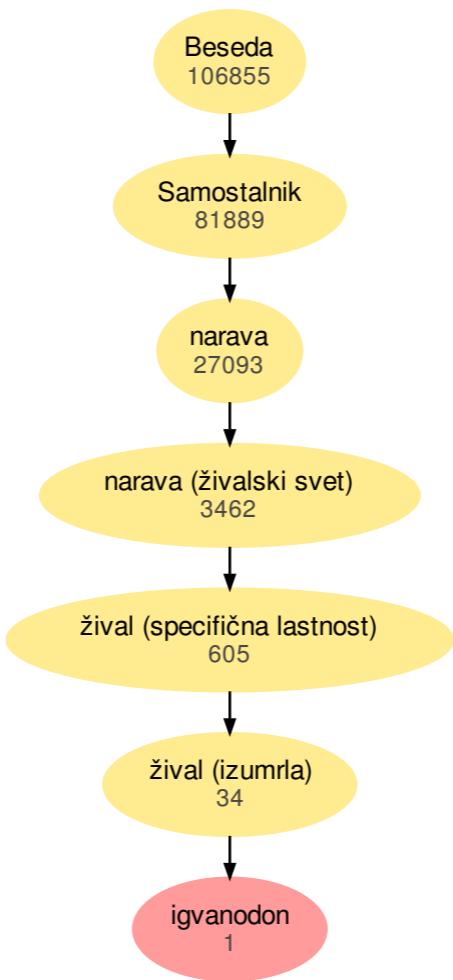 Beseda
106855
Samostalnik
81889
narava
27093
narava (živalski svet)
3462
žival (specifična lastnost)
605
žival (izumrla)
34
igvanodon
1